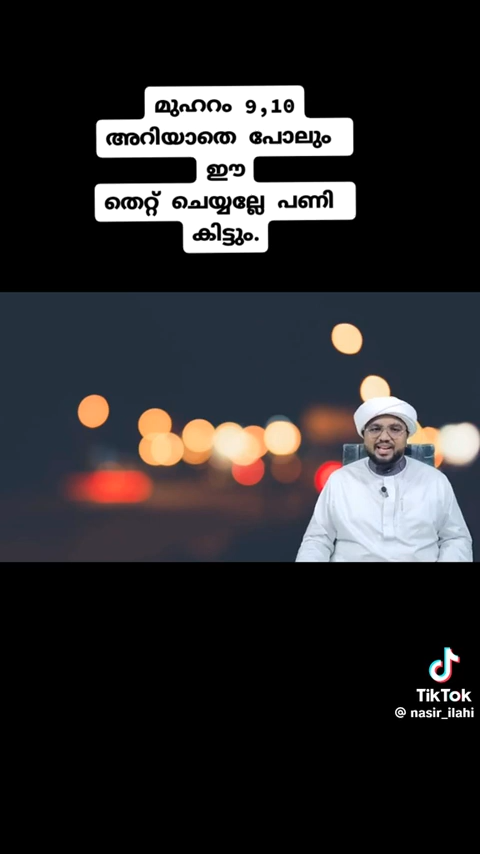 മുഹറം 9,10
അറിയാതെ പോലും
ഈ
തെറ്റ് ചെയ്യല്ലേ പണി
കിട്ടും.
TikTok
@ nasir_ilahi